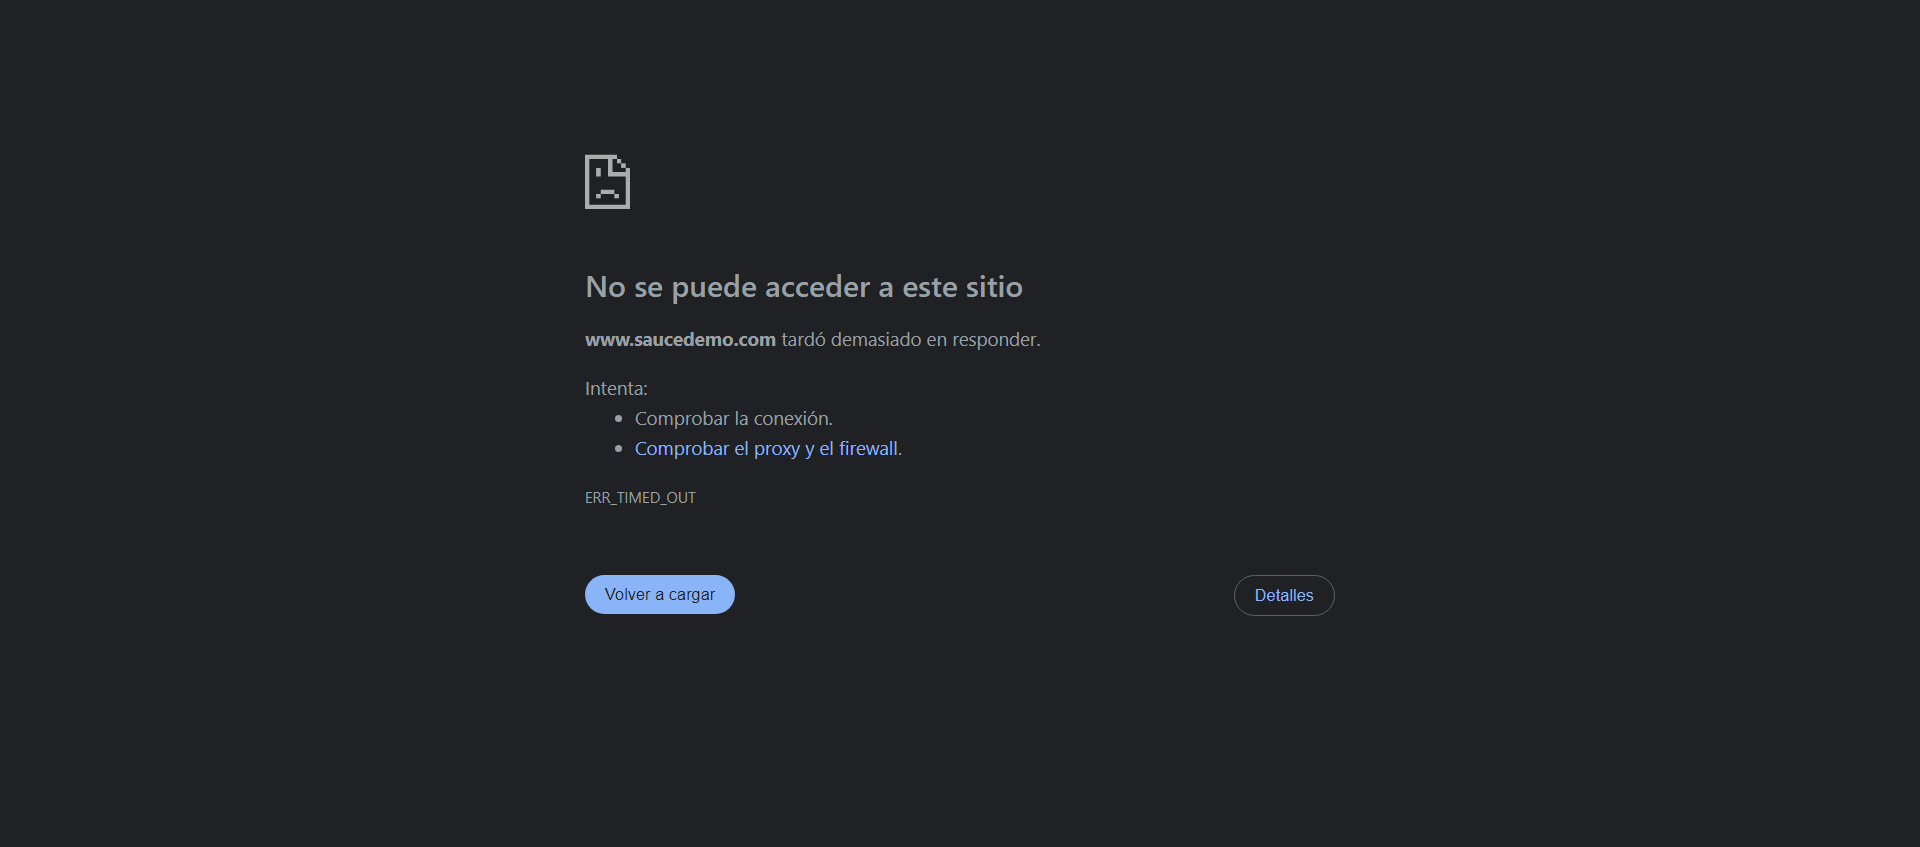 No se puede acceder a este sitio
www.saucedemo.com tardó demasiado en responder.
Intenta:
Comprobar la conexión.
Comprobar el proxy y el firewall.
ERR_TIMED_OUT
Volver a cargar
Detalles